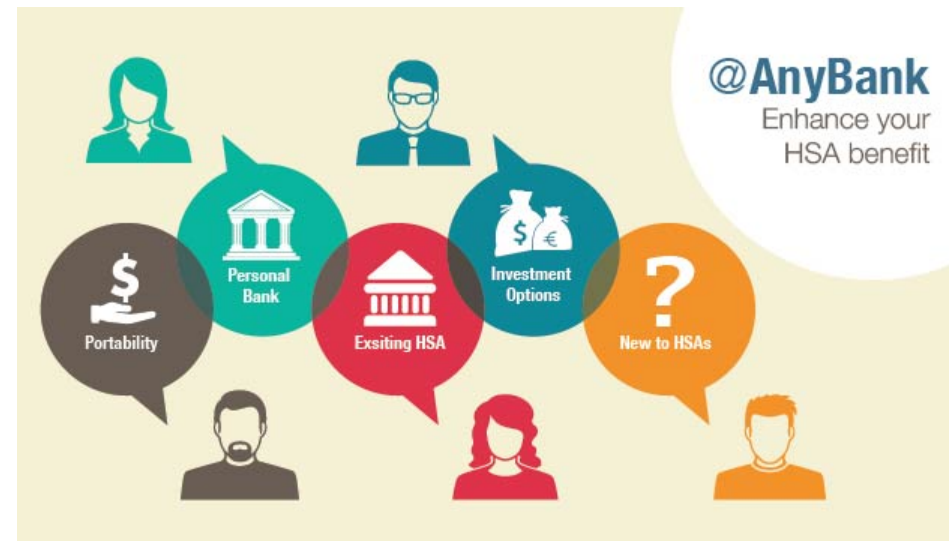 @AnyBank
Enhance your
HSA benefit
$
Portability
Personal
Bank
Exsiting HSA
$ €
Investment
Options
?
New to HSAs